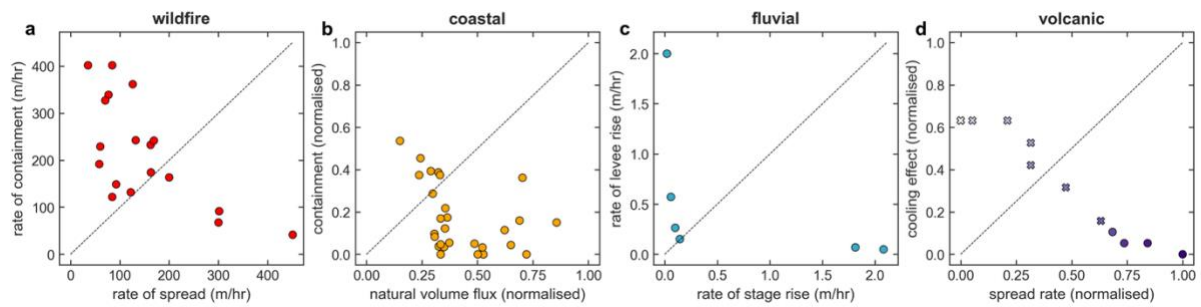 wildfire
a
rate of containment (m/hr)
400
300
200
100
0
0 100 200 300 400
rate of spread (m/hr)
coastal
b
containment (normalised)
1.0
0.8
0.6
0.4
0.2
0.0
0.00 0.25 0.50 0.75 1.00
natural volume flux (normalised)
fluvial
c
rate of levee rise (m/hr)
2.0
1.5
1.0
0.5
0.0
0.0 0.5 1.0 1.5 2.0
rate of stage rise (m/hr)
volcanic
d
cooling effect (normalised)
1.0
0.8
0.6
0.4
0.2
0.0
0.00 0.25 0.50 0.75 1.00
spread rate (normalised)